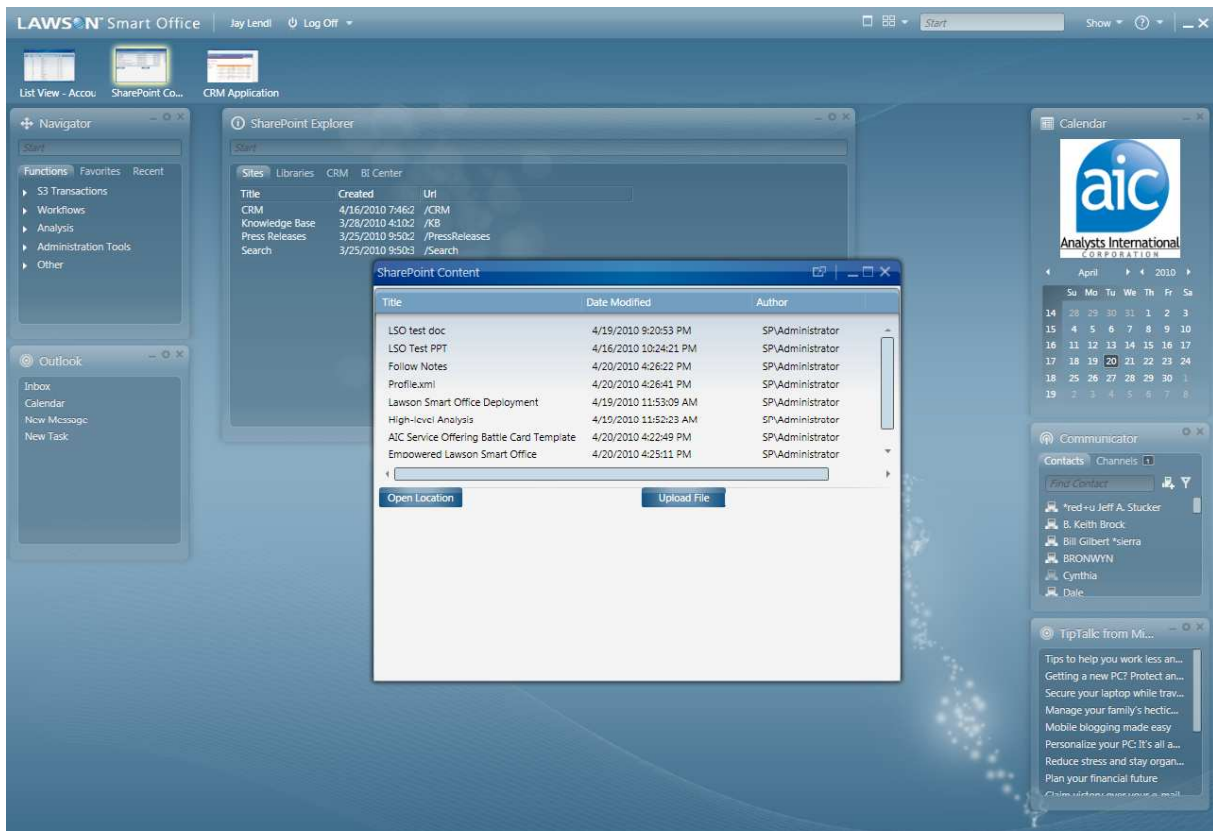 LAWSON Smart Office Jay Lendl Log Off Start Show
List View - Accou SharePoint Co... CRM Application
Navigator
Start
Functions Favorites Recent
S3 Transactions
Workflows
Analysis
Administration Tools
Other
Outlook
Inbox
Calendar
New Message
New Task
SharePoint Explorer
Start
Sites Libraries CRM BI Center
Title Created Url
CRM 4/16/2010 7:46:2 /CRM
Knowledge Base 3/28/2010 4:10:2 /KB
Press Releases 3/25/2010 9:50:2 /PressReleases
Search 3/25/2010 9:50:3 /Search
SharePoint Content
Title Date Modified Author
LSO test doc 4/19/2010 9:20:53 PM SP\Administrator
LSO Test PPT 4/16/2010 10:24:21 PM SP\Administrator
Follow Notes 4/20/2010 4:26:22 PM SP\Administrator
Profile.xml 4/20/2010 4:26:41 PM SP\Administrator
Lawson Smart Office Deployment 4/19/2010 11:53:09 AM SP\Administrator
High-level Analysis 4/19/2010 11:52:23 AM SP\Administrator
AIC Service Offering Battle Card Template 4/20/2010 4:22:49 PM SP\Administrator
Empowered Lawson Smart Office 4/20/2010 4:25:11 PM SP\Administrator
Open Location Upload File
Calendar
aic
Analysts International
CORPORATION
April 2010
Su Mo Tu We Th Fr Sa
14 28 29 30 31 1 2 3
15 4 5 6 7 8 9 10
16 11 12 13 14 15 16 17
17 18 19 20 21 22 23 24
18 25 26 27 28 29 30 1
19 2 3 4 5 6 7 8
Communicator
Contacts Channels 1
Find Contact
*red+u Jeff A. Stucker
B. Keith Brock
Bill Gilbert *sierra
BRONWYN
Cynthia
Dale
TipTalk: from Mi...
Tips to help you work less an...
Getting a new PC? Protect an...
Secure your laptop while trav...
Manage your family's hectic...
Mobile blogging made easy
Personalize your PC: It's all a...
Reduce stress and stay organ...
Plan your financial future
Claim victory over your e-mail